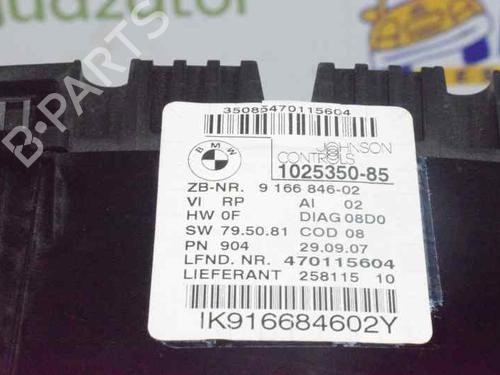 35085470115604
BMW
JOHNSON
CONTROLS
1025350-85
ZB-NR. 9 166 846-02
VI RP AI 02
HW 0F DIAG 08D0
SW 79.50.81 COD 08
PN 904 29.09.07
LFND. NR. 470115604
LIEFERANT 258115 10
IK916684602Y
B-PARTS